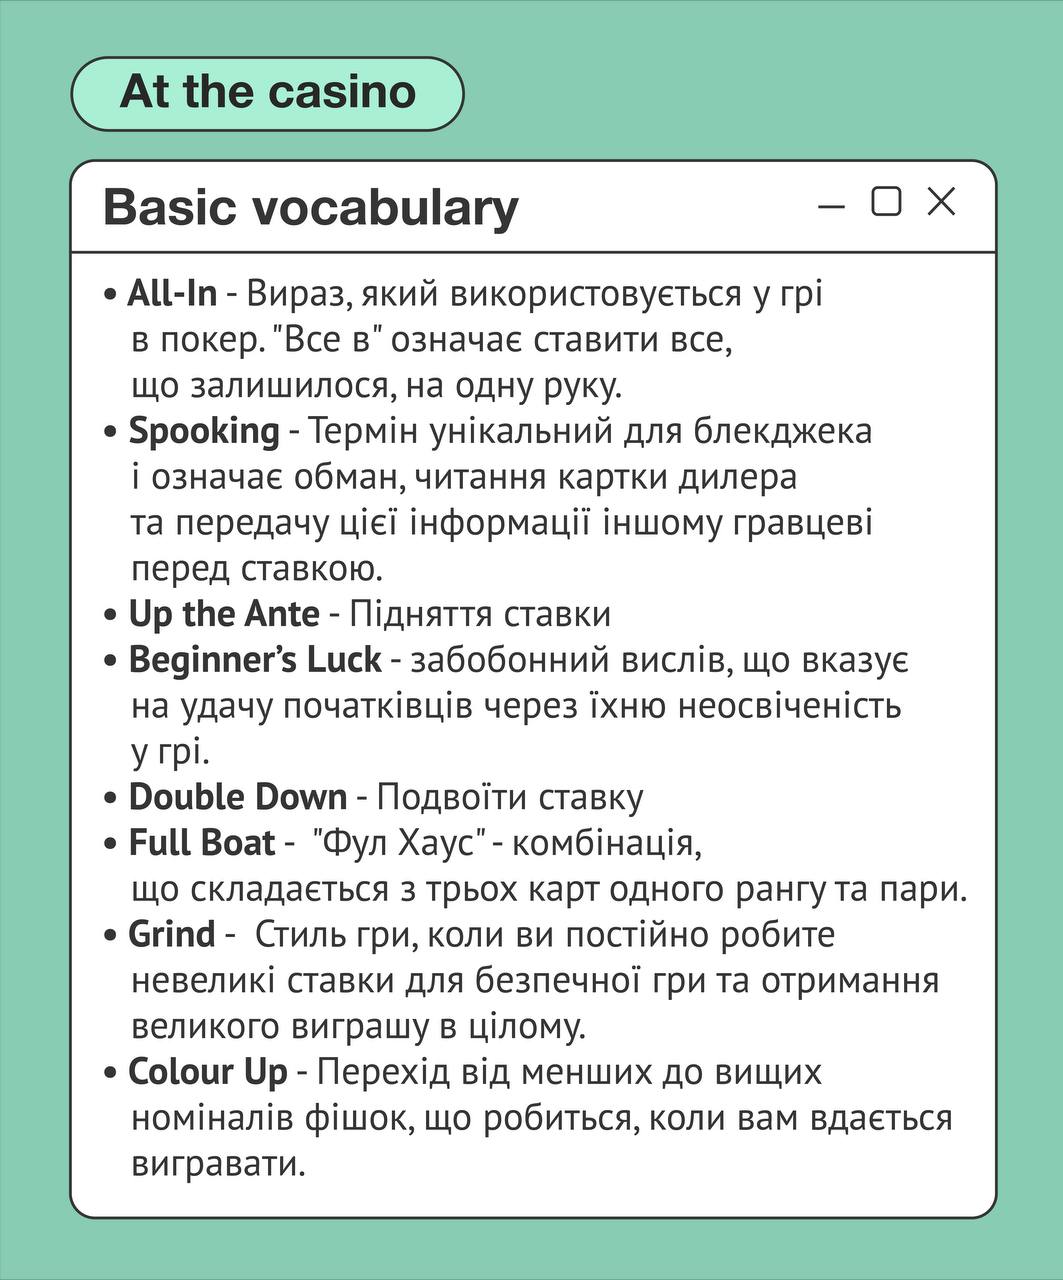 At the casino
Basic vocabulary
• All-In - Вираз, який використовується у грі
в покер. "Все в" означає ставити все,
що залишилося, на одну руку.
• Spooking - Термін унікальний для блекджека
і означає обман, читання картки дилера
та передачу цієї інформації іншому гравцеві
перед ставкою.
• Up the Ante - Підняття ставки
• Beginner’s Luck - забобонний вислів, що вказує
на удачу початківців через їхню неосвіченість
у грі.
• Double Down - Подвоїти ставку
• Full Boat - "Фул Хаус" - комбінація,
що складається з трьох карт одного рангу та пари.
• Grind - Стиль гри, коли ви постійно робите
невеликі ставки для безпечної гри та отримання
великого виграшу в цілому.
• Colour Up - Перехід від менших до вищих
номіналів фішок, що робиться, коли вам вдається
вигравати.